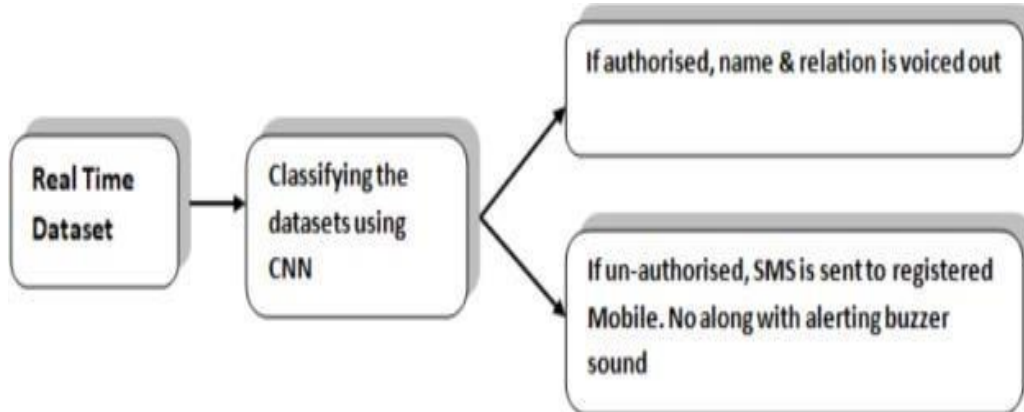 Real Time
Dataset
Classifying the
datasets using
CNN
If authorised, name & relation is voiced out
If un-authorised, SMS is sent to registered
Mobile. No along with alerting buzzer
sound